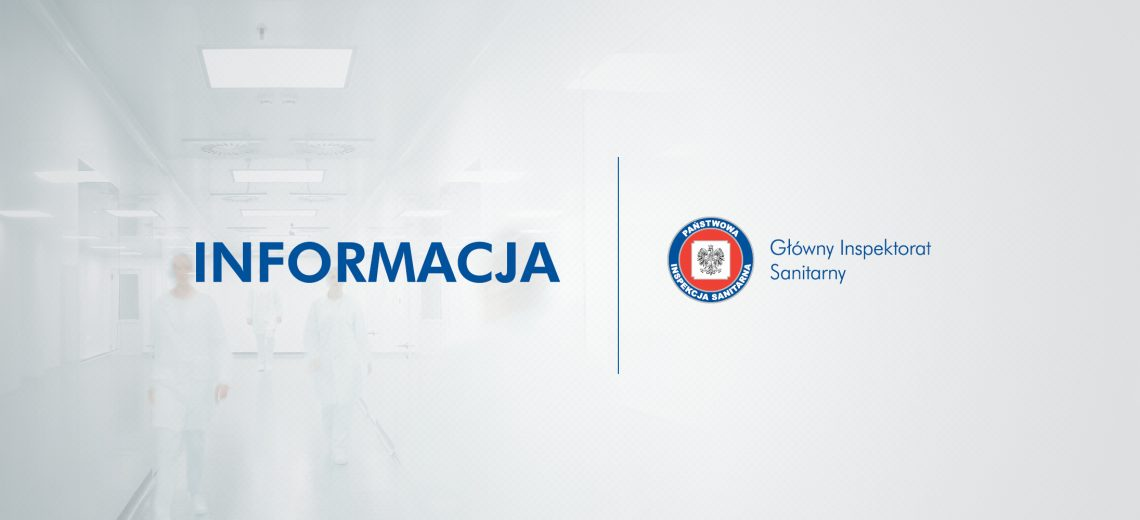 INFORMACJA
PAŃSTWOWA
INSPEKCJA SANITARNA
Główny Inspektorat
Sanitarny